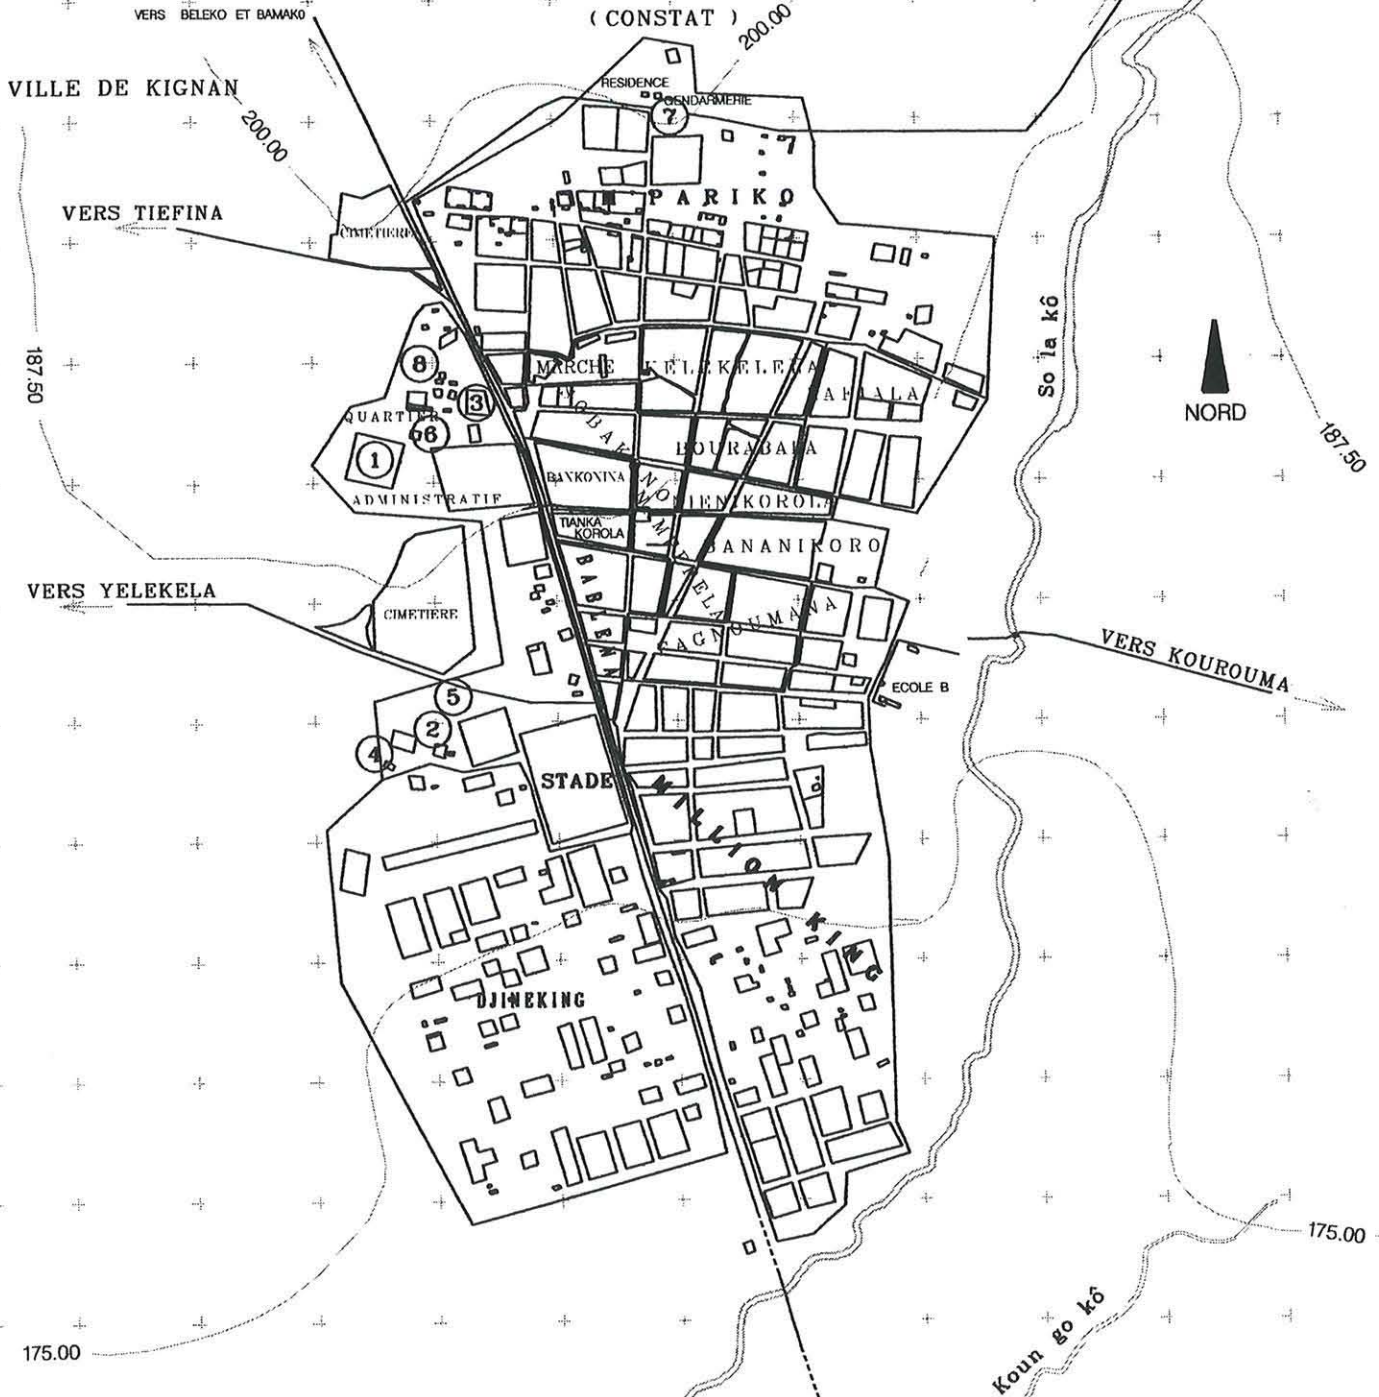 VERS BELEKO ET BAMAKO
( CONSTAT )
200.00
VILLE DE KIGNAN
200.00
RESIDENCE
GENDARMERIE
7
VERS TIEFINA
CIMETIERE
PARIKO
So la kô
187.50
8
MARCHE
KELEKELENA
3
QUARTIER
6
NORD
187.50
1
BOURABALA
ADMINISTRATIF
BANKONINA
NIENIKOROLA
TIANKA
KOROLA
BANANIKORO
VERS YELEKELA
CIMETIERE
BABLENA
GAGNOUMANA
VERS KOUROUMA
ECOLE B
5
2
4
STADE
MILLION KING
DJINEKING
175.00
Koun go kô
175.00